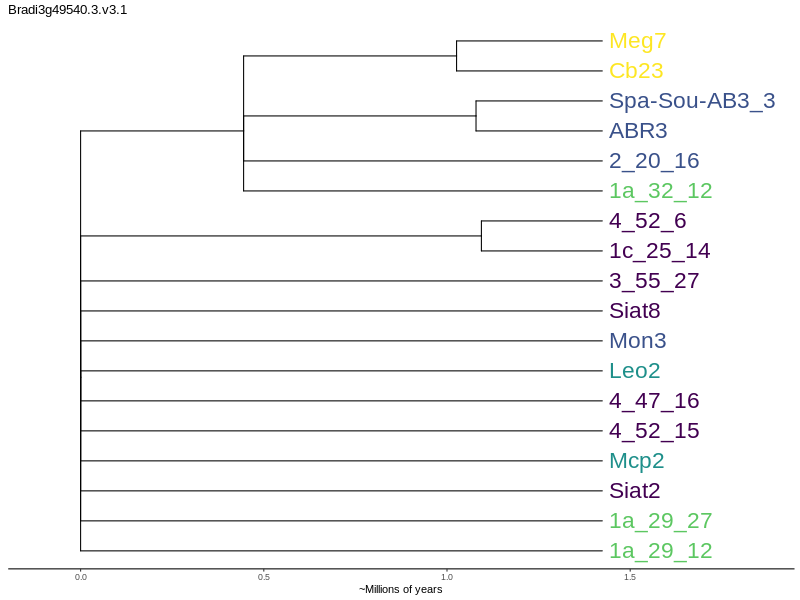 Bradi3g49540.3.v3.1
Meg7
Cb23
Spa-Sou-AB3_3
ABR3
2_20_16
1a_32_12
4_52_6
1c_25_14
3_55_27
Siat8
Mon3
Leo2
4_47_16
4_52_15
Mcp2
Siat2
1a_29_27
1a_29_12
0.0 0.5 1.0 1.5
~Millions of years